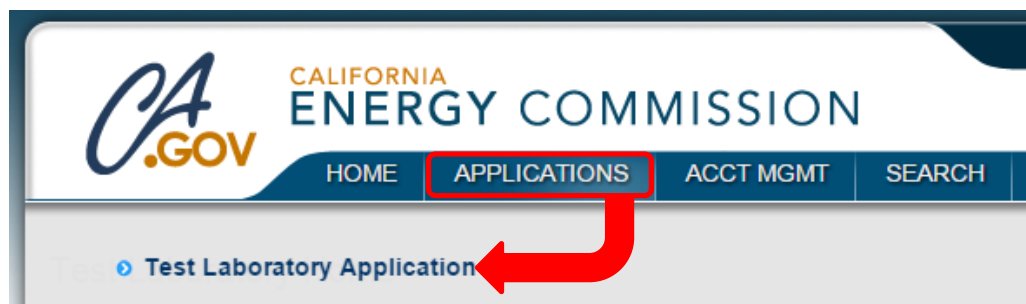 CA
.GOV
CALIFORNIA
ENERGY COMMISSION
HOME APPLICATIONS ACCT MGMT SEARCH
Test Laboratory Application